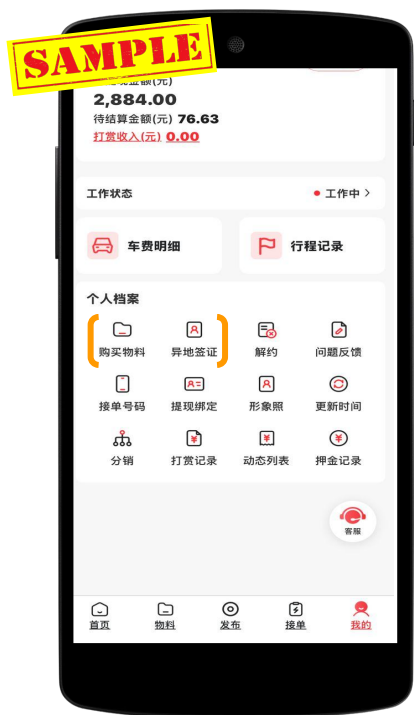 SAMPLE
额(元)
2,884.00
待结算金额(元) 76.63
打赏收入(元) 0.00
工作状态
工作中
车费明细
行程记录
个人档案
购买物料 异地签证 解约 问题反馈
接单号码 提现绑定 形象照 更新时间
分销 打赏记录 动态列表 押金记录
客服
首页 物料 发布 接单 我的